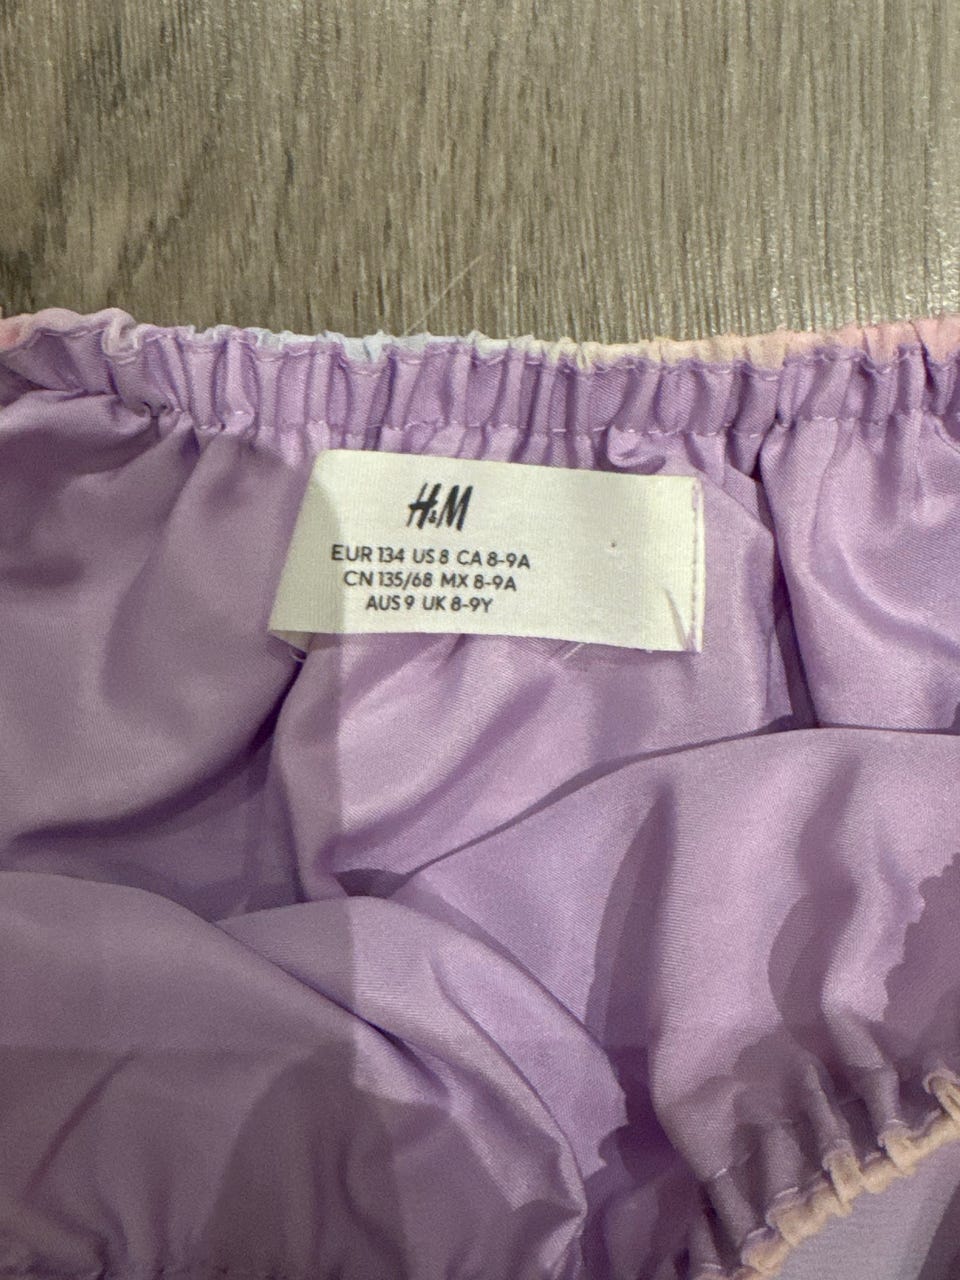 H&M
EUR 134 US 8 CA 8-9A
CN 135/68 MX 8-9A
AUS 9 UK 8-9Y